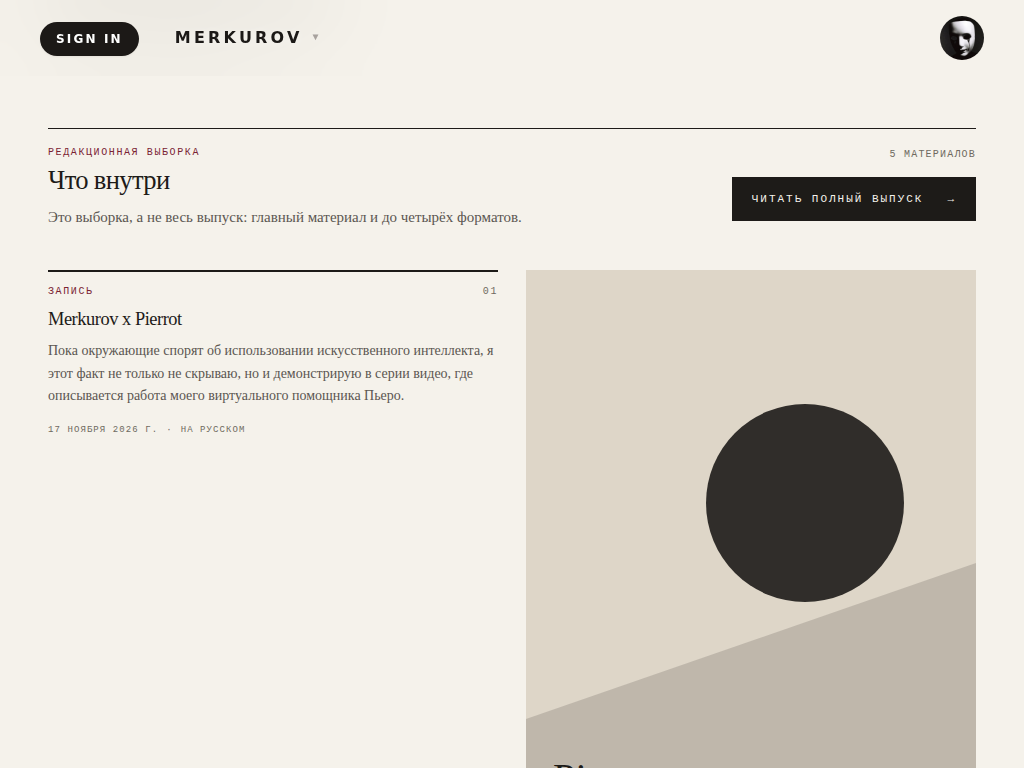 SIGN IN
MERKUROV
РЕДАКЦИОННАЯ ВЫБОРКА
5 МАТЕРИАЛОВ
Что внутри
ЧИТАТЬ ПОЛНЫЙ ВЫПУСК →
Это выборка, а не весь выпуск: главный материал и до четырёх форматов.
ЗАПИСЬ
01
Merkurov x Pierrot
Пока окружающие спорят об использовании искусственного интеллекта, я
этот факт не только не скрываю, но и демонстрирую в серии видео, где
описывается работа моего виртуального помощника Пьеро.
17 НОЯБРЯ 2026 Г. · НА РУССКОМ